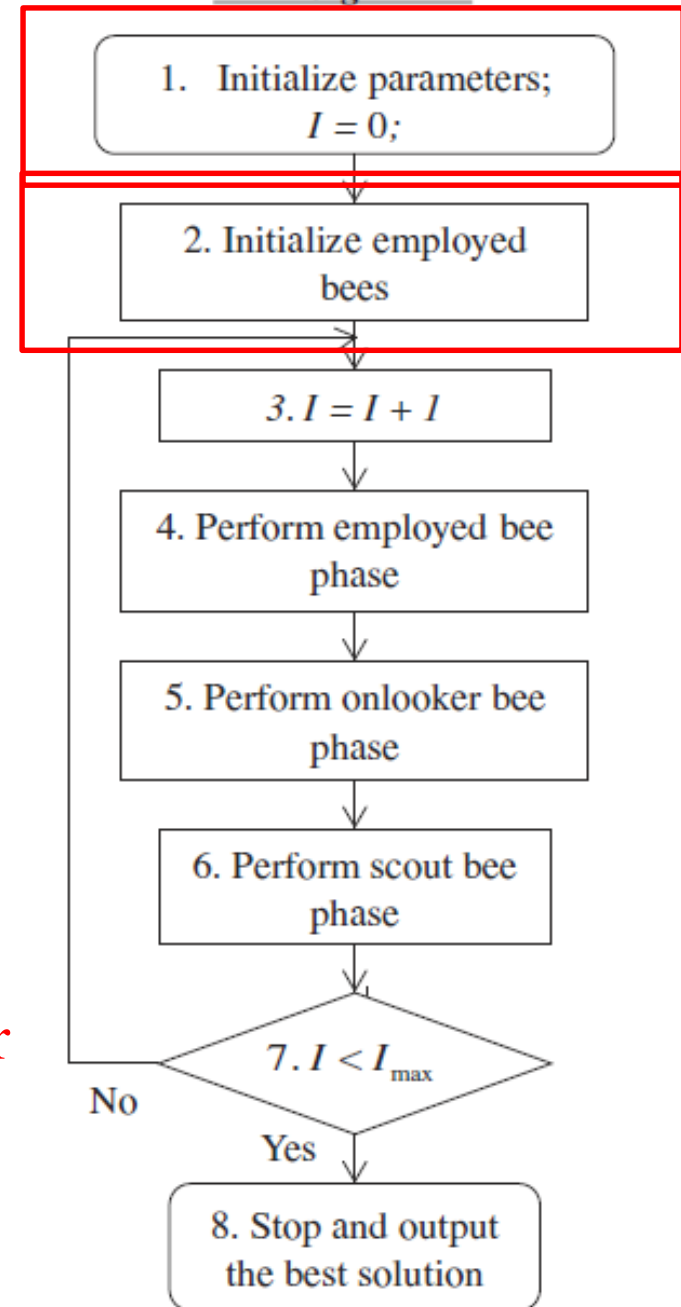 1. Initialize parameters;
I = 0;
2. Initialize employed
bees
3. I = I + 1
4. Perform employed bee
phase
5. Perform onlooker bee
phase
6. Perform scout bee
phase
7. I < Imax
No
Yes
8. Stop and output
the best solution